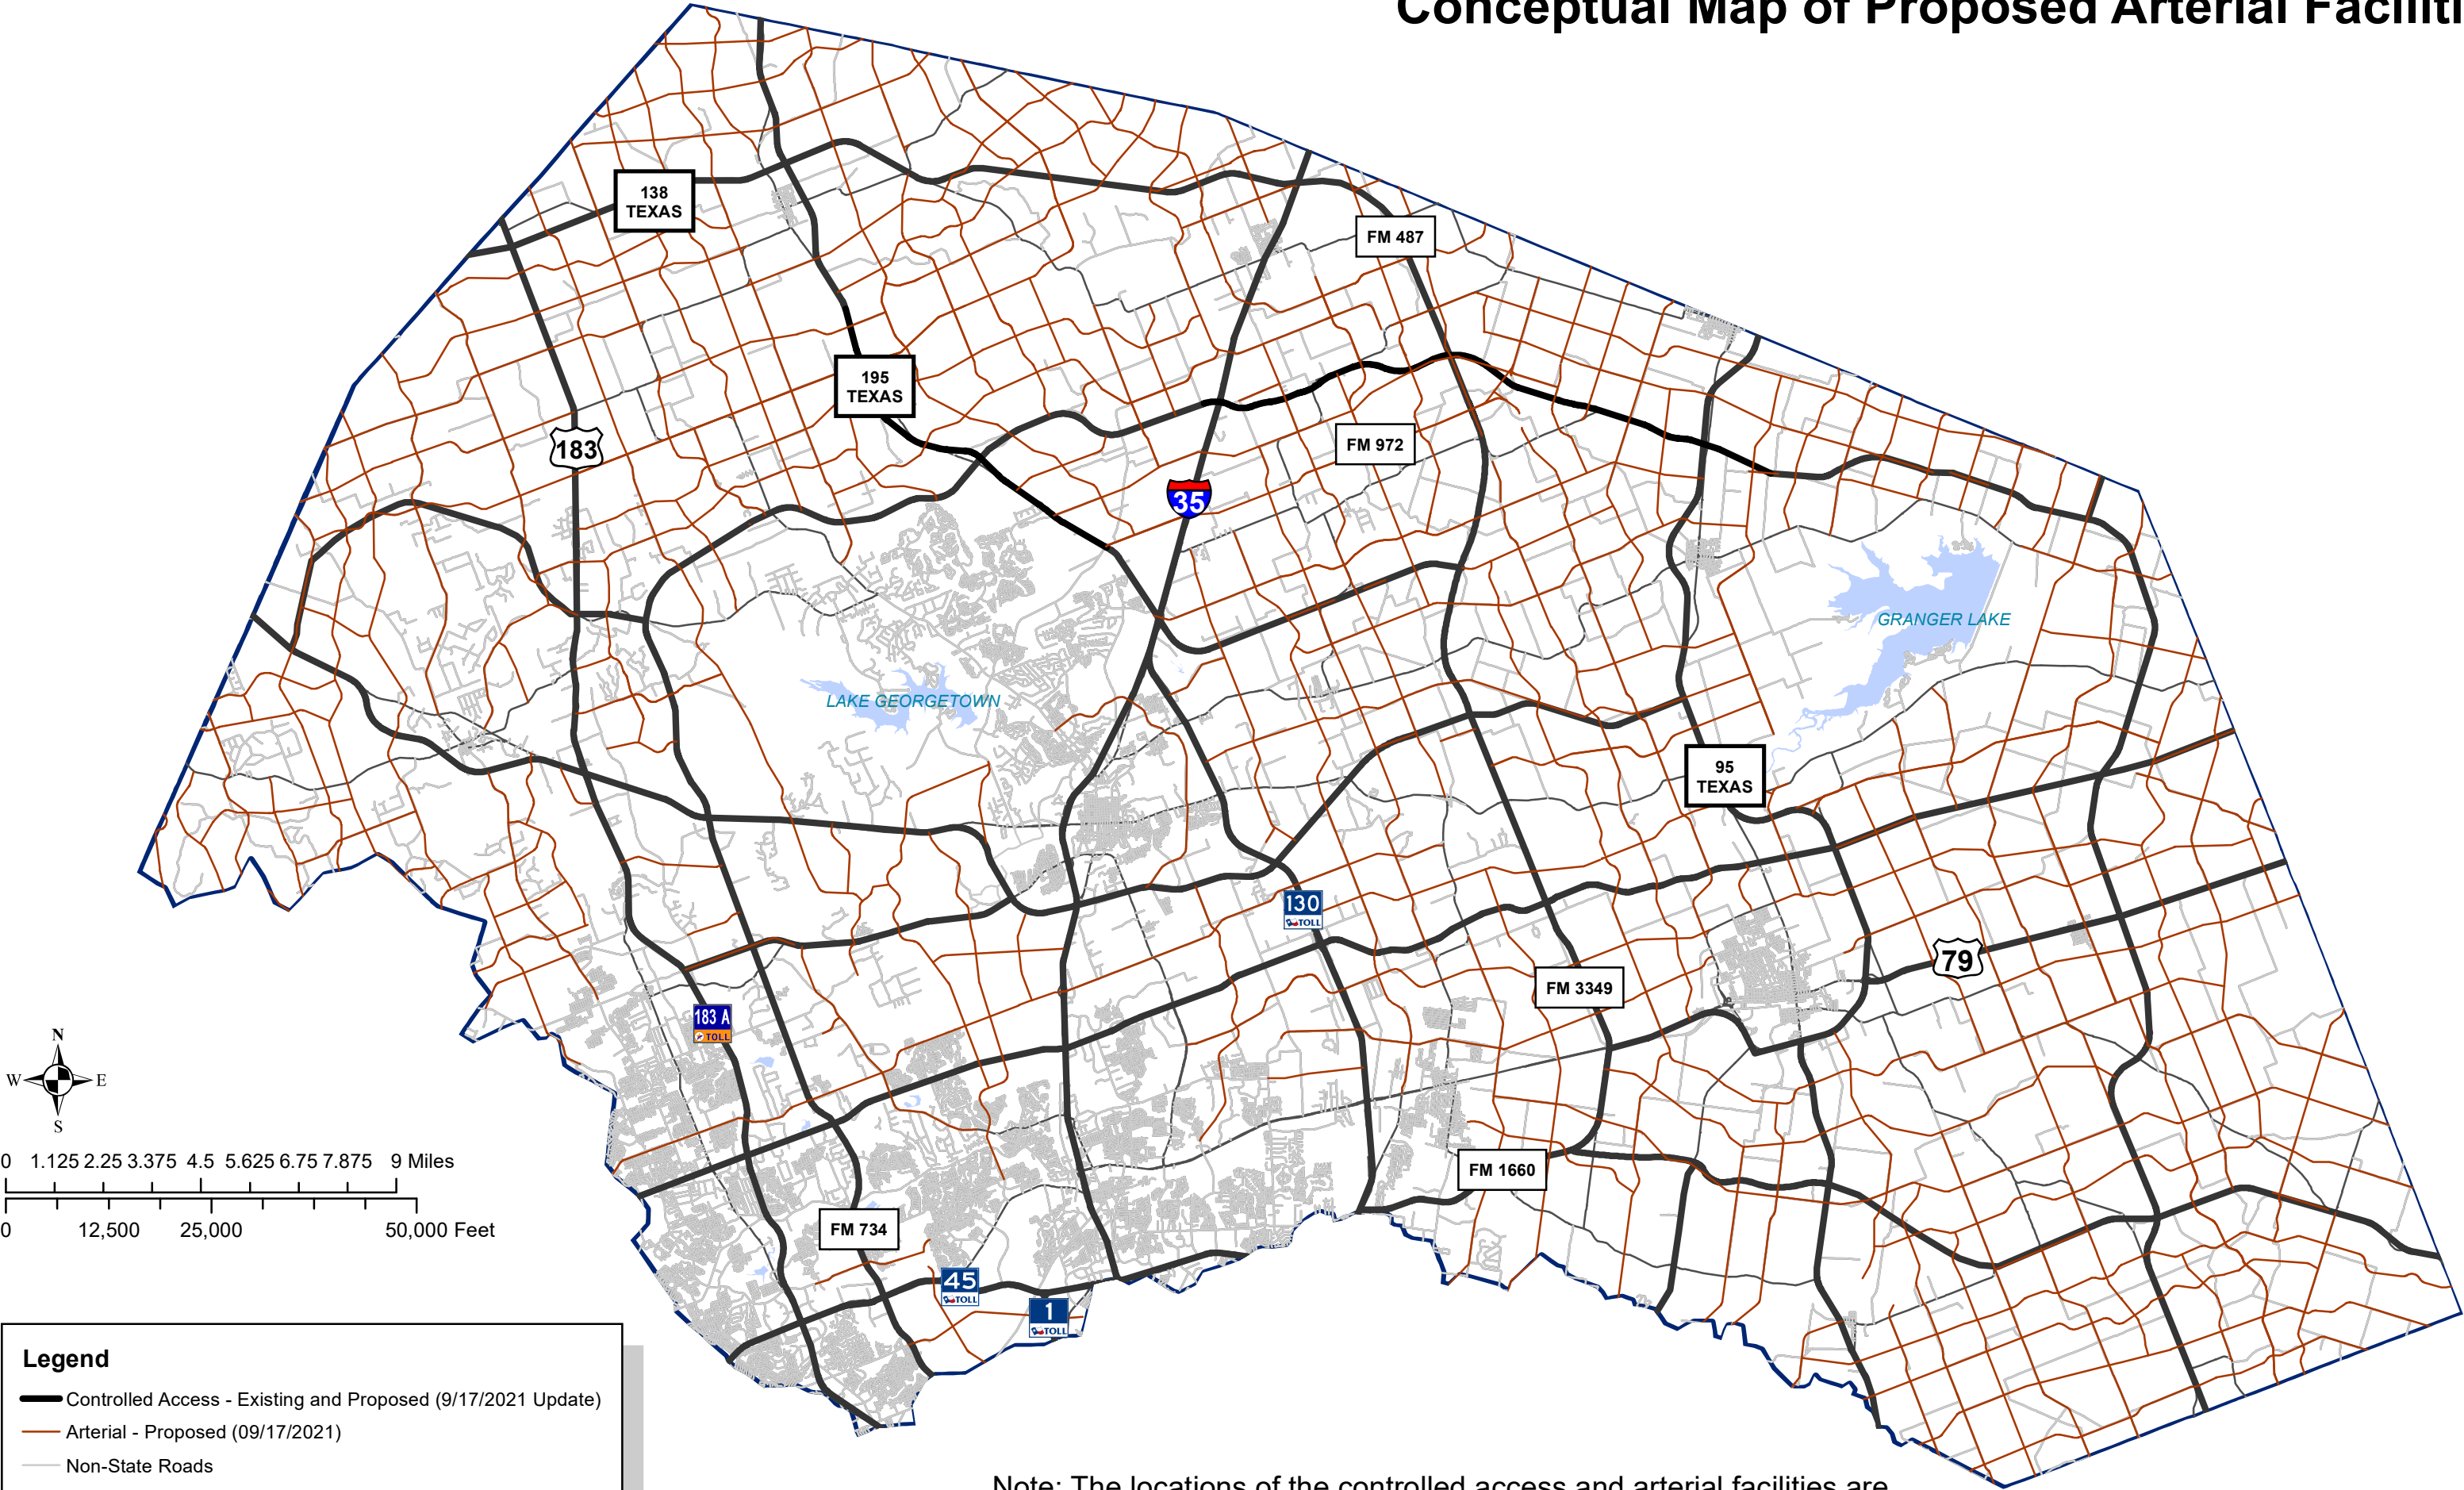 Conceptual Map of Proposed Arterial Faciliti
138
TEXAS
FM 487
195
TEXAS
183
FM 972
35
GRANGER LAKE
LAKE GEORGETOWN
95
TEXAS
130
TOLL
79
FM 3349
183 A
TOLL
N
W E
S
0 1.125 2.25 3.375 4.5 5.625 6.75 7.875 9 Miles
0 12,500 25,000 50,000 Feet
FM 1660
FM 734
45
TOLL
1
TOLL
Legend
Controlled Access - Existing and Proposed (9/17/2021 Update)
Arterial - Proposed (09/17/2021)
Non-State Roads
Note: The locations of the controlled access and arterial facilities are